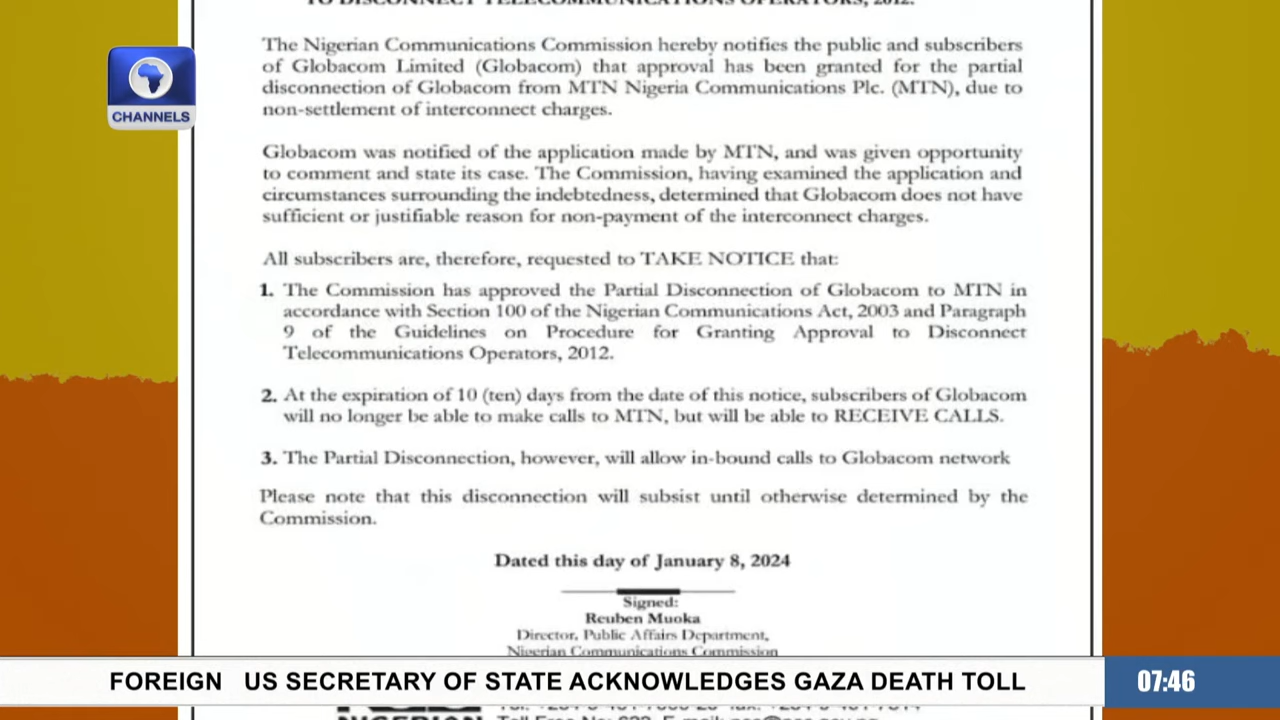 TO DISCONNECT TELECOMMUNICATIONS OPERATORS, 2012.
The Nigerian Communications Commission hereby notifies the public and subscribers
of Globacom Limited (Globacom) that approval has been granted for the partial
disconnection of Globacom from MTN Nigeria Communications Plc. (MTN), due to
non-settlement of interconnect charges.
CHANNELS
Globacom was notified of the application made by MTN, and was given opportunity
to comment and state its case. The Commission, having examined the application and
circumstances surrounding the indebtedness, determined that Globacom does not have
sufficient or justifiable reason for non-payment of the interconnect charges.
All subscribers are, therefore, requested to TAKE NOTICE that:
1. The Commission has approved the Partial Disconnection of Globacom to MTN in
accordance with Section 100 of the Nigerian Communications Act, 2003 and Paragraph
9 of the Guidelines on Procedure for Granting Approval to Disconnect
Telecommunications Operators, 2012.
2. At the expiration of 10 (ten) days from the date of this notice, subscribers of Globacom
will no longer be able to make calls to MTN, but will be able to RECEIVE CALLS.
3. The Partial Disconnection, however, will allow in-bound calls to Globacom network
Please note that this disconnection will subsist until otherwise determined by the
Commission.
Dated this day of January 8, 2024
Signed:
Reuben Muoka
Director, Public Affairs Department,
Nigerian Communications Commission
FOREIGN US SECRETARY OF STATE ACKNOWLEDGES GAZA DEATH TOLL
07:46